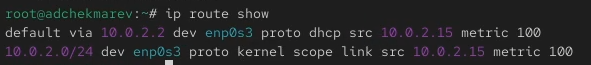 root@adchekmarev:~# ip route show
default via 10.0.2.2 dev enp0s3 proto dhcp src 10.0.2.15 metric 100
10.0.2.0/24 dev enp0s3 proto kernel scope link src 10.0.2.15 metric 100